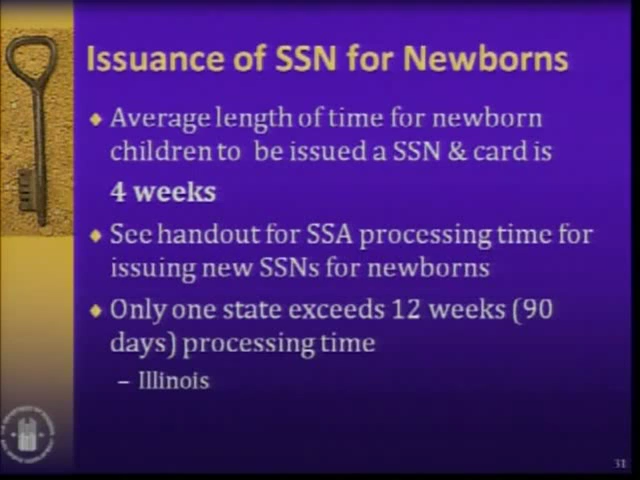 Issuance of SSN for Newborns
♦ Average length of time for newborn
children to be issued a SSN & card is
4 weeks
♦ See handout for SSA processing time for
issuing new SSNs for newborns
♦ Only one state exceeds 12 weeks (90
days) processing time
– Illinois
31